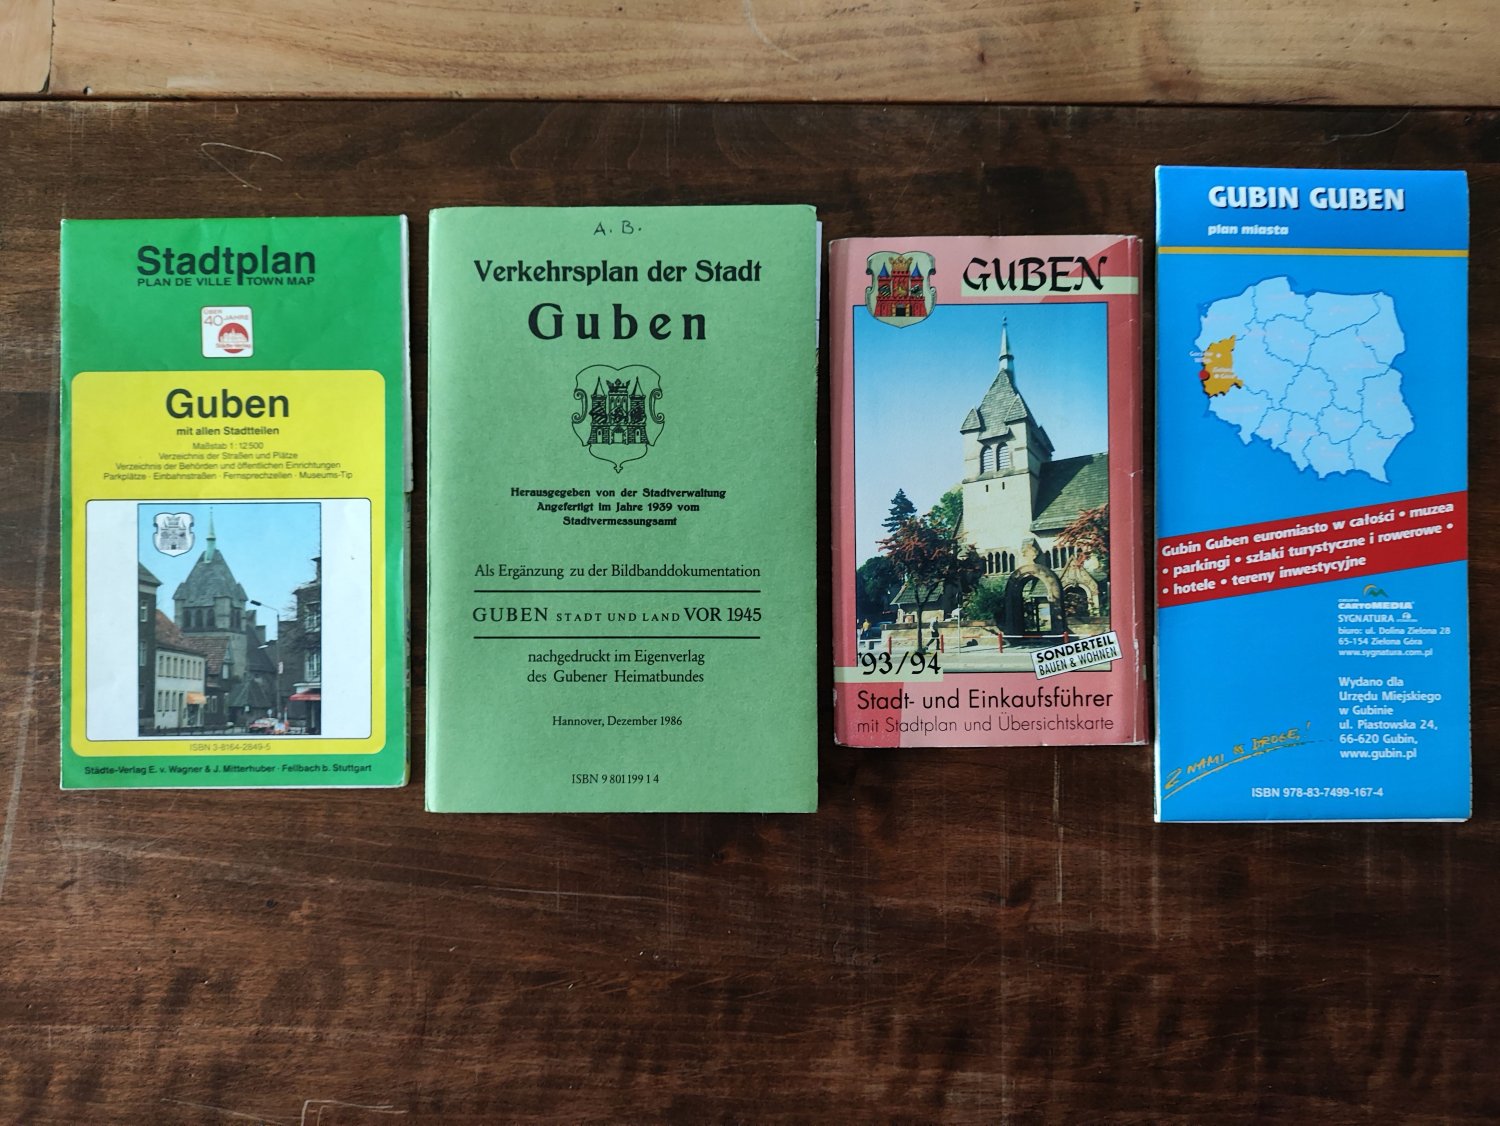 Stadtplan
PLAN DE VILLE TOWN MAP
ÜBER
40 JAHRE
Städte-Verlag
Guben
mit allen Stadtteilen
Maßstab 1:12500
Verzeichnis der Straßen und Plätze
Verzeichnis der Behörden und öffentlichen Einrichtungen
Parkplätze · Einbahnstraßen · Fernsprechzellen · Museums-Tip
ISBN 3-8164-2849-5
Städte-Verlag E. v. Wagner & J. Mitterhuber · Fellbach b. Stuttgart
A. B.
Verkehrsplan der Stadt
Guben
Herausgegeben von der Stadtverwaltung
Angefertigt im Jahre 1939 vom
Stadtvermessungsamt
Als Ergänzung zu der Bildbanddokumentation
GUBEN STADT UND LAND VOR 1945
nachgedruckt im Eigenverlag
des Gubener Heimatbundes
Hannover, Dezember 1986
ISBN 9 801199 1 4
GUBEN
SONDERTEIL
BAUEN & WOHNEN
'93/94
Stadt- und Einkaufsführer
mit Stadtplan und Übersichtskarte
GUBIN GUBEN
plan miasta
Gubin Guben euromiasto w całości • muzea
• parkingi • szlaki turystyczne i rowerowe •
• hotele • tereny inwestycyjne
CARTOMEDIA
SYGNATURA
biuro: ul. Dolina Zielona 28
65-154 Zielona Góra
www.sygnatura.com.pl
Wydano dla
Urzędu Miejskiego
w Gubinie
ul. Piastowska 24,
66-620 Gubin,
www.gubin.pl
Z NAMI W DROGĘ!
ISBN 978-83-7499-167-4